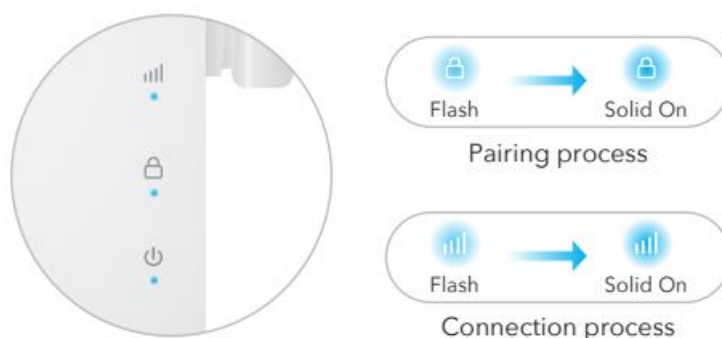 Flash Solid On
Pairing process
Flash Solid On
Connection process